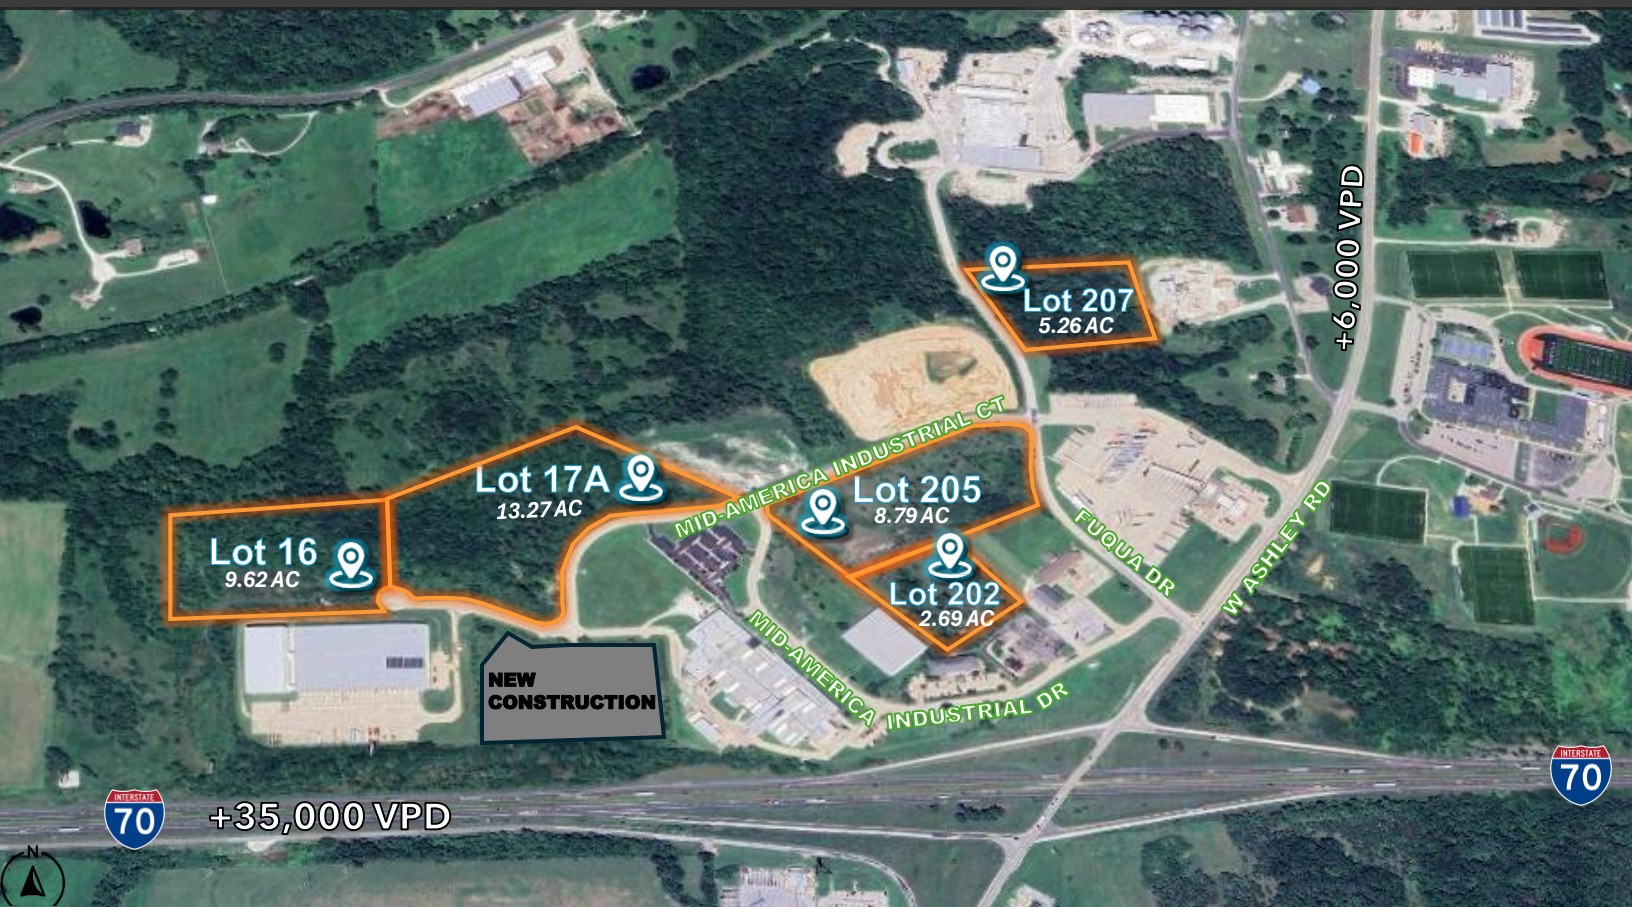 +6,000 VPD
Lot 207
5.26 AC
MID-AMERICA INDUSTRIAL CT
Lot 17A
13.27 AC
Lot 205
8.79 AC
Lot 16
9.62 AC
Lot 202
2.69 AC
FUQUA DR
W ASHLEY RD
MID-AMERICA INDUSTRIAL DR
NEW
CONSTRUCTION
INTERSTATE
70
+35,000 VPD
INTERSTATE
70
N